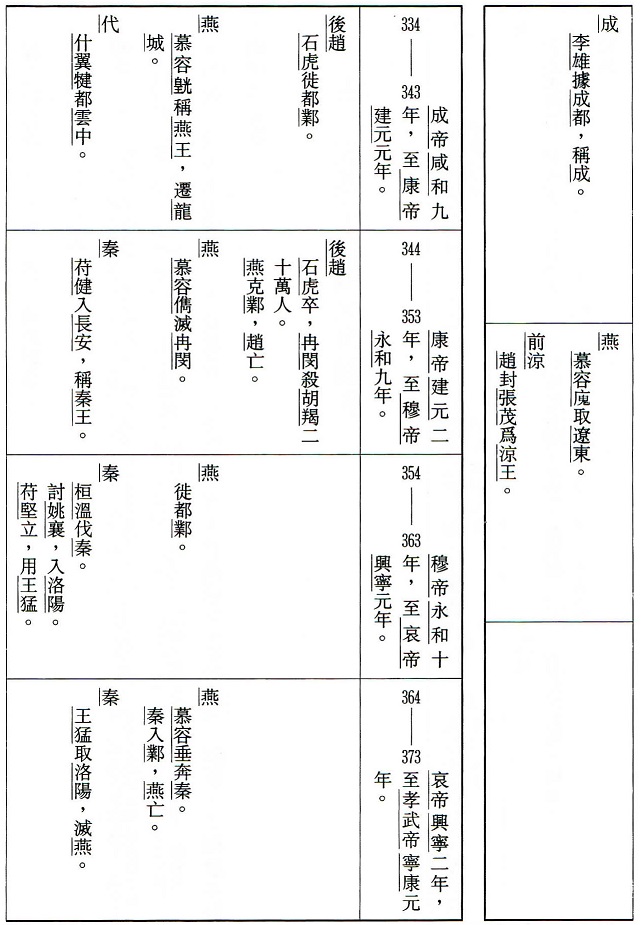 成
李雄據成都，稱成。
燕
慕容廆取遼東。
前涼
趙封張茂爲涼王。
334——343年，至康帝
成帝咸和九
建元元年。
後趙
石虎徙都鄴。
燕
慕容皝稱燕王，遷龍
城。
代
什翼犍都雲中。
344——353年，至穆帝
康帝建元二
永和九年。
後趙
石虎卒，冉閔殺胡羯二
十萬人。
燕克鄴，趙亡。
燕
慕容儁滅冉閔。
秦
苻健入長安，稱秦王。
354——363年，至哀帝
穆帝永和十
興寧元年。
燕
徙都鄴。
秦
桓溫伐秦。
討姚襄，入洛陽。
苻堅立，用王猛。
364——373
哀帝興寧二年，
至孝武帝寧康元
年。
燕
慕容垂奔秦。
秦入鄴，燕亡。
秦
王猛取洛陽，滅燕。